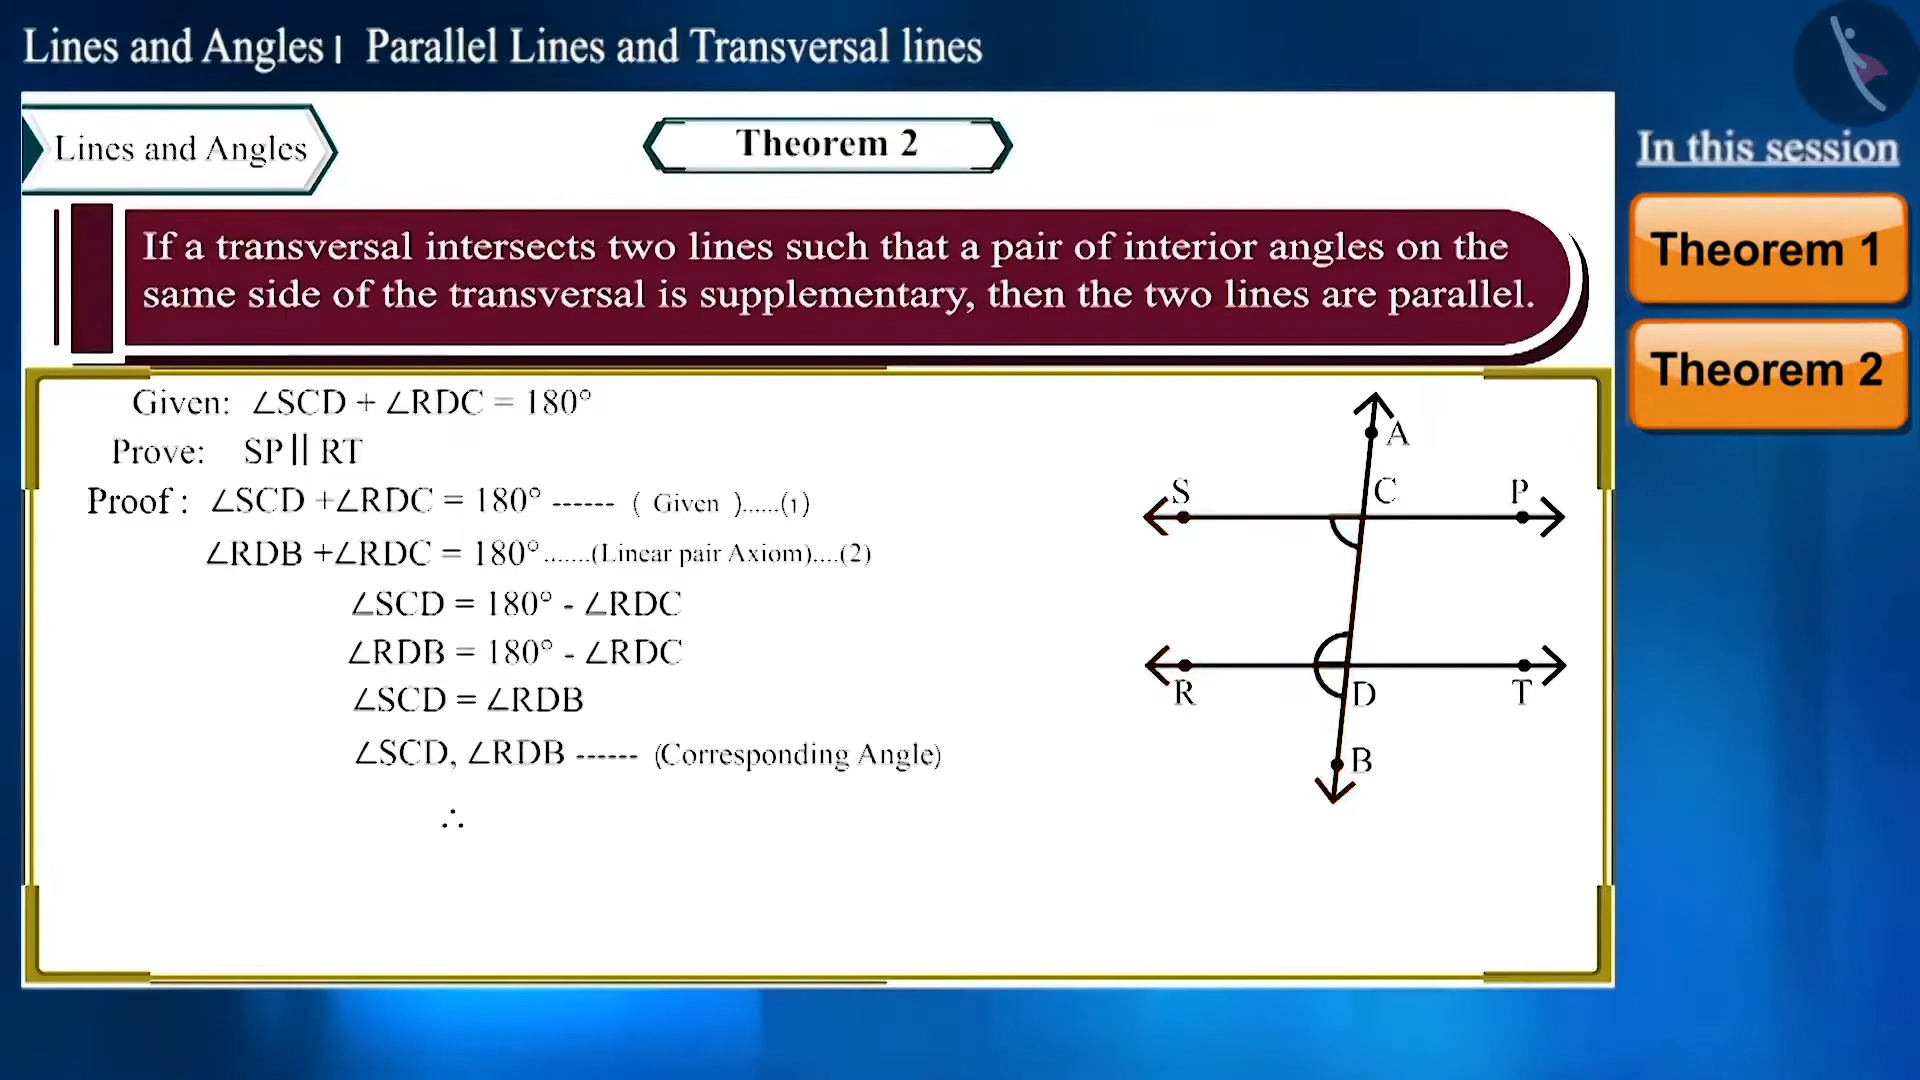 Lines and Angles। Parallel Lines and Transversal lines
Lines and Angles
Theorem 2
In this session
Theorem 1
Theorem 2
If a transversal intersects two lines such that a pair of interior angles on the
same side of the transversal is supplementary, then the two lines are parallel.
Given: ∠SCD + ∠RDC = 180°
Prove: SP || RT
Proof : ∠SCD +∠RDC = 180° ------ ( Given )......(1)
∠RDB +∠RDC = 180°.......(Linear pair Axiom)....(2)
∠SCD = 180° - ∠RDC
∠RDB = 180° - ∠RDC
∠SCD = ∠RDB
∠SCD, ∠RDB ------ (Corresponding Angle)
∴
A
S
C
P
R
D
T
B